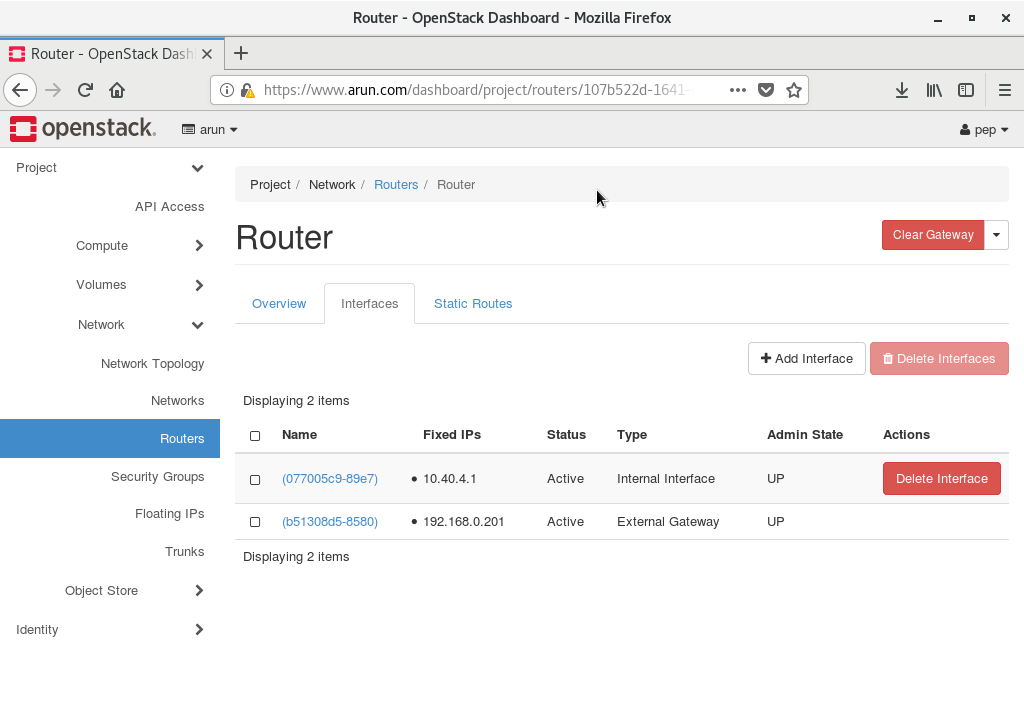 Router - OpenStack Dashboard - Mozilla Firefox
Router - OpenStack Dash
https://www.arun.com/dashboard/project/routers/107b522d-1641-
openstack. arun pep
Project
API Access
Compute
Volumes
Network
Network Topology
Networks
Routers
Security Groups
Floating IPs
Trunks
Object Store
Identity
Project / Network / Routers / Router
Router
Clear Gateway
Overview Interfaces Static Routes
Add Interface Delete Interfaces
Displaying 2 items
Name Fixed IPs Status Type Admin State Actions
(077005c9-89e7) • 10.40.4.1 Active Internal Interface UP Delete Interface
(b51308d5-8580) • 192.168.0.201 Active External Gateway UP
Displaying 2 items